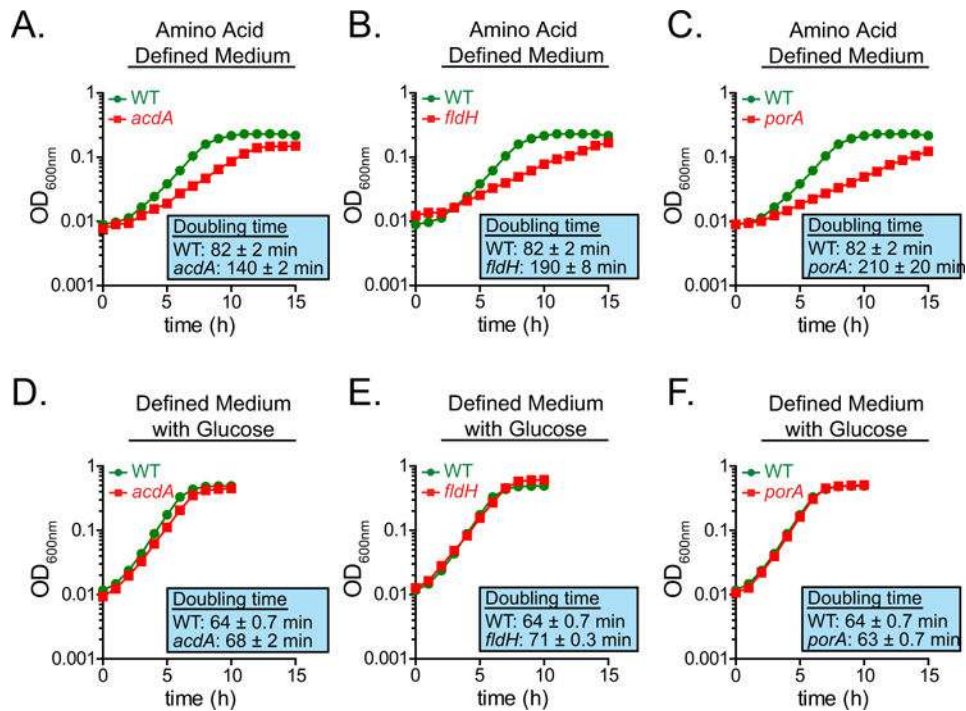 A.
Amino Acid
Defined Medium
1
0.1
0.01
0.001
OD600nm
WT
acdA
Doubling time
WT: 82 ± 2 min
acdA: 140 ± 2 min
0
5
10
15
time (h)
B.
Amino Acid
Defined Medium
1
0.1
0.01
0.001
OD600nm
WT
fldH
Doubling time
WT: 82 ± 2 min
fldH: 190 ± 8 min
0
5
10
15
time (h)
C.
Amino Acid
Defined Medium
1
0.1
0.01
0.001
OD600nm
WT
porA
Doubling time
WT: 82 ± 2 min
porA: 210 ± 20 min
0
5
10
15
time (h)
D.
Defined Medium
with Glucose
1
0.1
0.01
0.001
OD600nm
WT
acdA
Doubling time
WT: 64 ± 0.7 min
acdA: 68 ± 2 min
0
5
10
15
time (h)
E.
Defined Medium
with Glucose
1
0.1
0.01
0.001
OD600nm
WT
fldH
Doubling time
WT: 64 ± 0.7 min
fldH: 71 ± 0.3 min
0
5
10
15
time (h)
F.
Defined Medium
with Glucose
1
0.1
0.01
0.001
OD600nm
WT
porA
Doubling time
WT: 64 ± 0.7 min
porA: 63 ± 0.7 min
0
5
10
15
time (h)